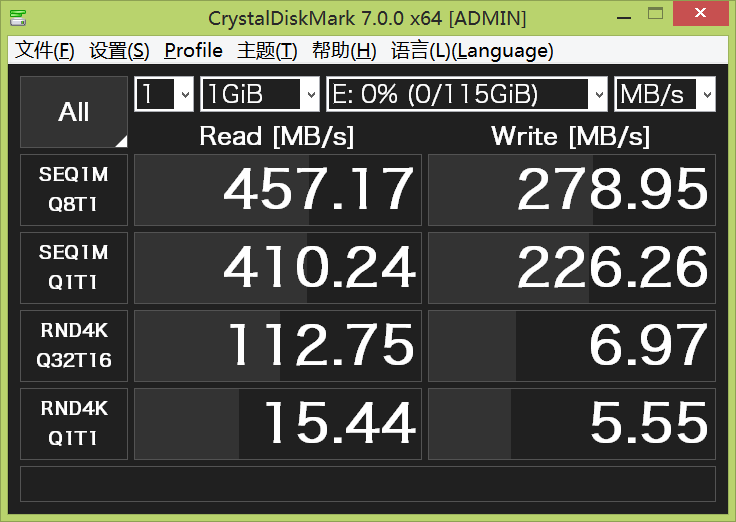 CrystalDiskMark 7.0.0 x64 [ADMIN]
文件(F) 设置(S) Profile 主题(T) 帮助(H) 语言(L)(Language)
All 1 1GiB E: 0% (0/115GiB) MB/s
Read [MB/s] Write [MB/s]
SEQ1M
Q8T1
457.17 278.95
SEQ1M
Q1T1
410.24 226.26
RND4K
Q32T16
112.75 6.97
RND4K
Q1T1
15.44 5.55